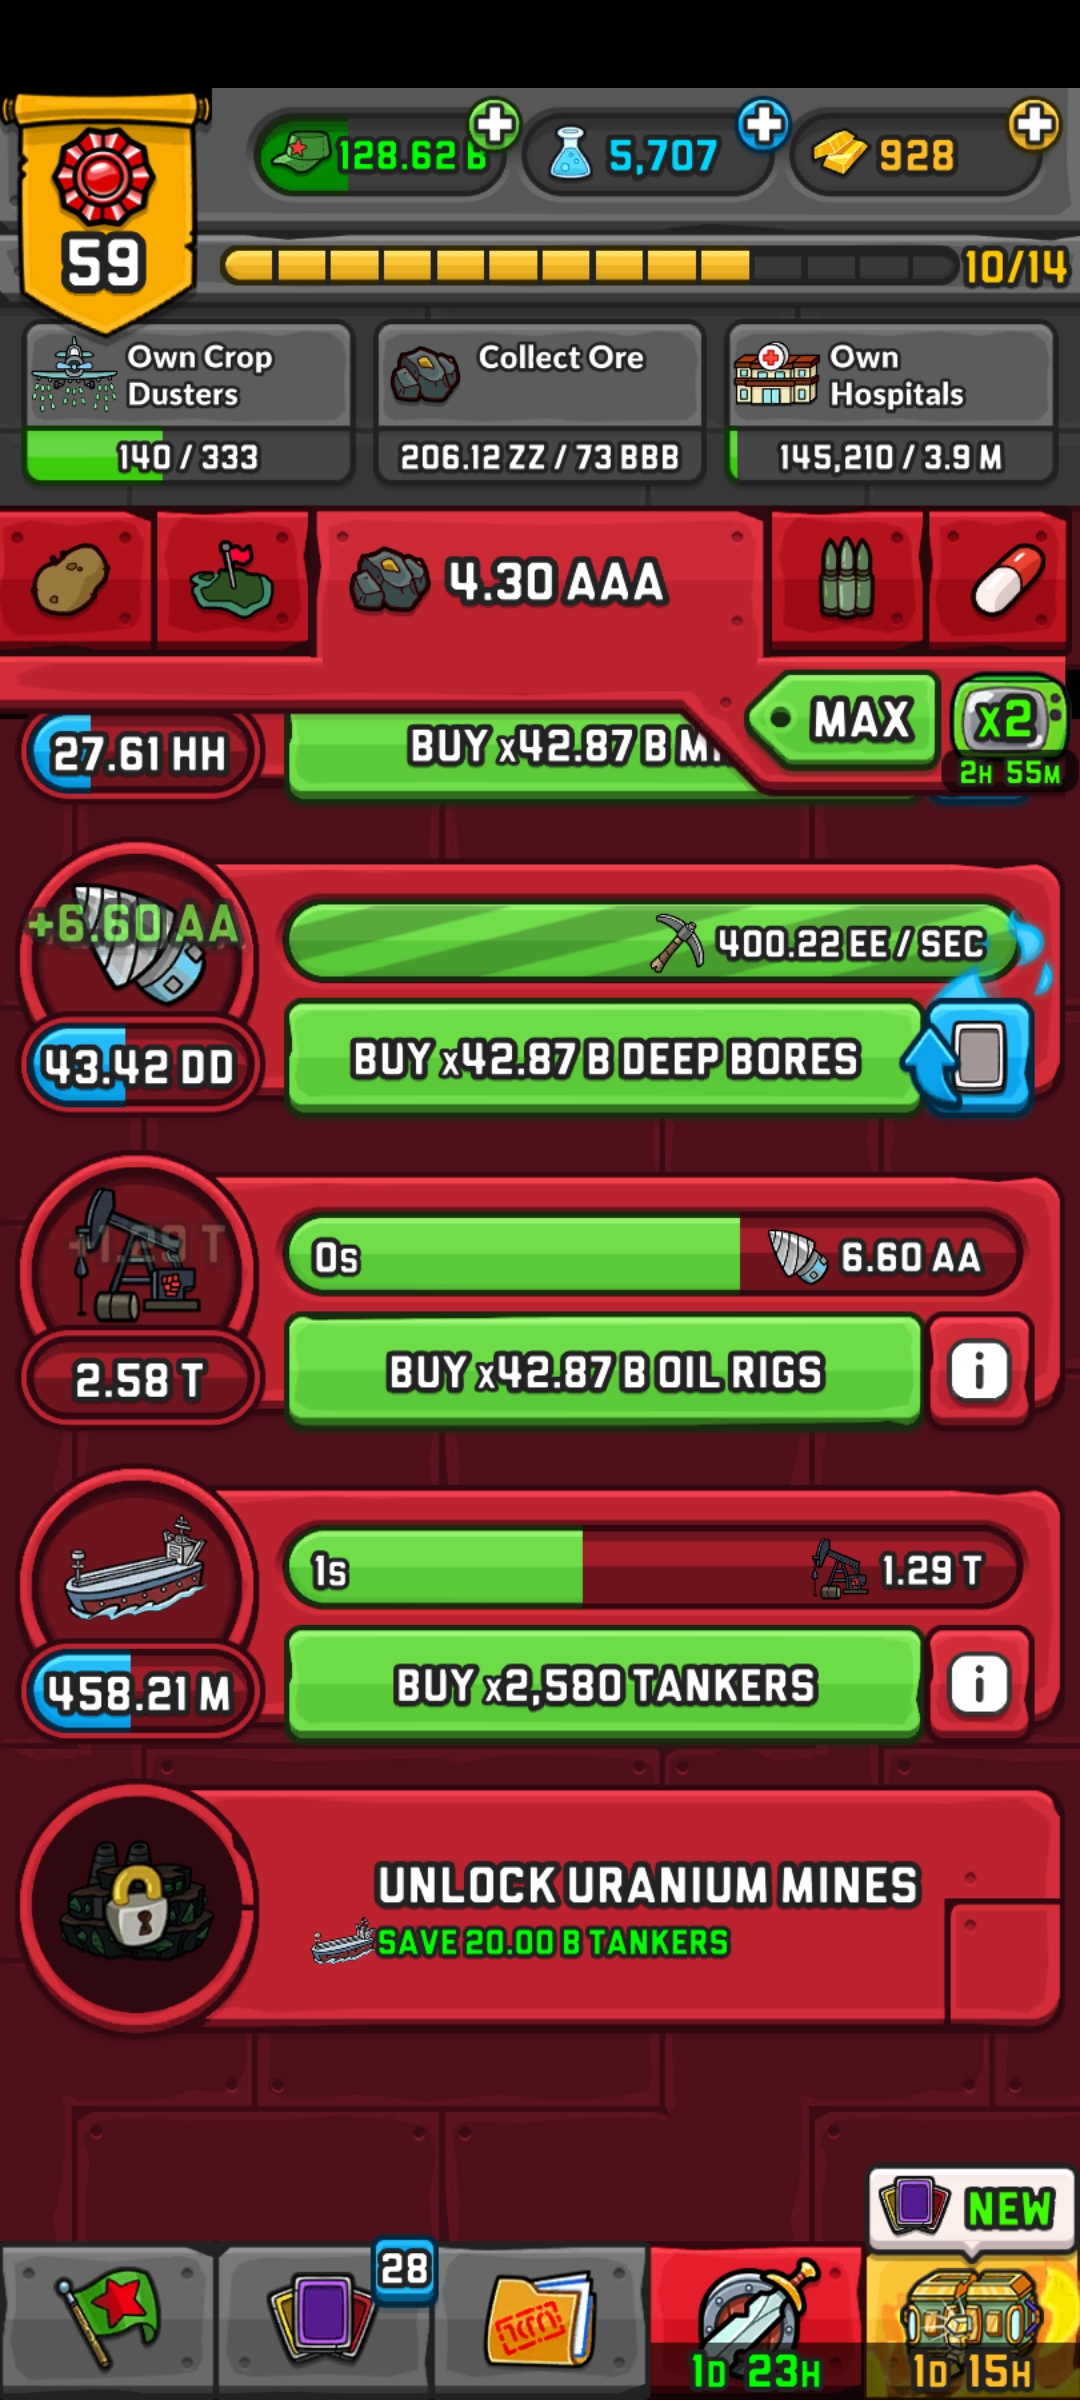 128.62 B
5,707
928
59
10/14
Own Crop
Dusters
140 / 333
Collect Ore
206.12 ZZ / 73 BBB
Own
Hospitals
145,210 / 3.9 M
4.30 AAA
MAX
x2
2H 55M
27.61 HH
BUY x42.87 B
+6.60 AA
400.22 EE / SEC
43.42 DD
BUY x42.87 B DEEP BORES
+1.29 T
0s
6.60 AA
2.58 T
BUY x42.87 B OIL RIGS
i
1s
1.29 T
458.21 M
BUY x2,580 TANKERS
i
UNLOCK URANIUM MINES
SAVE 20.00 B TANKERS
NEW
28
1D 23H
1D 15H